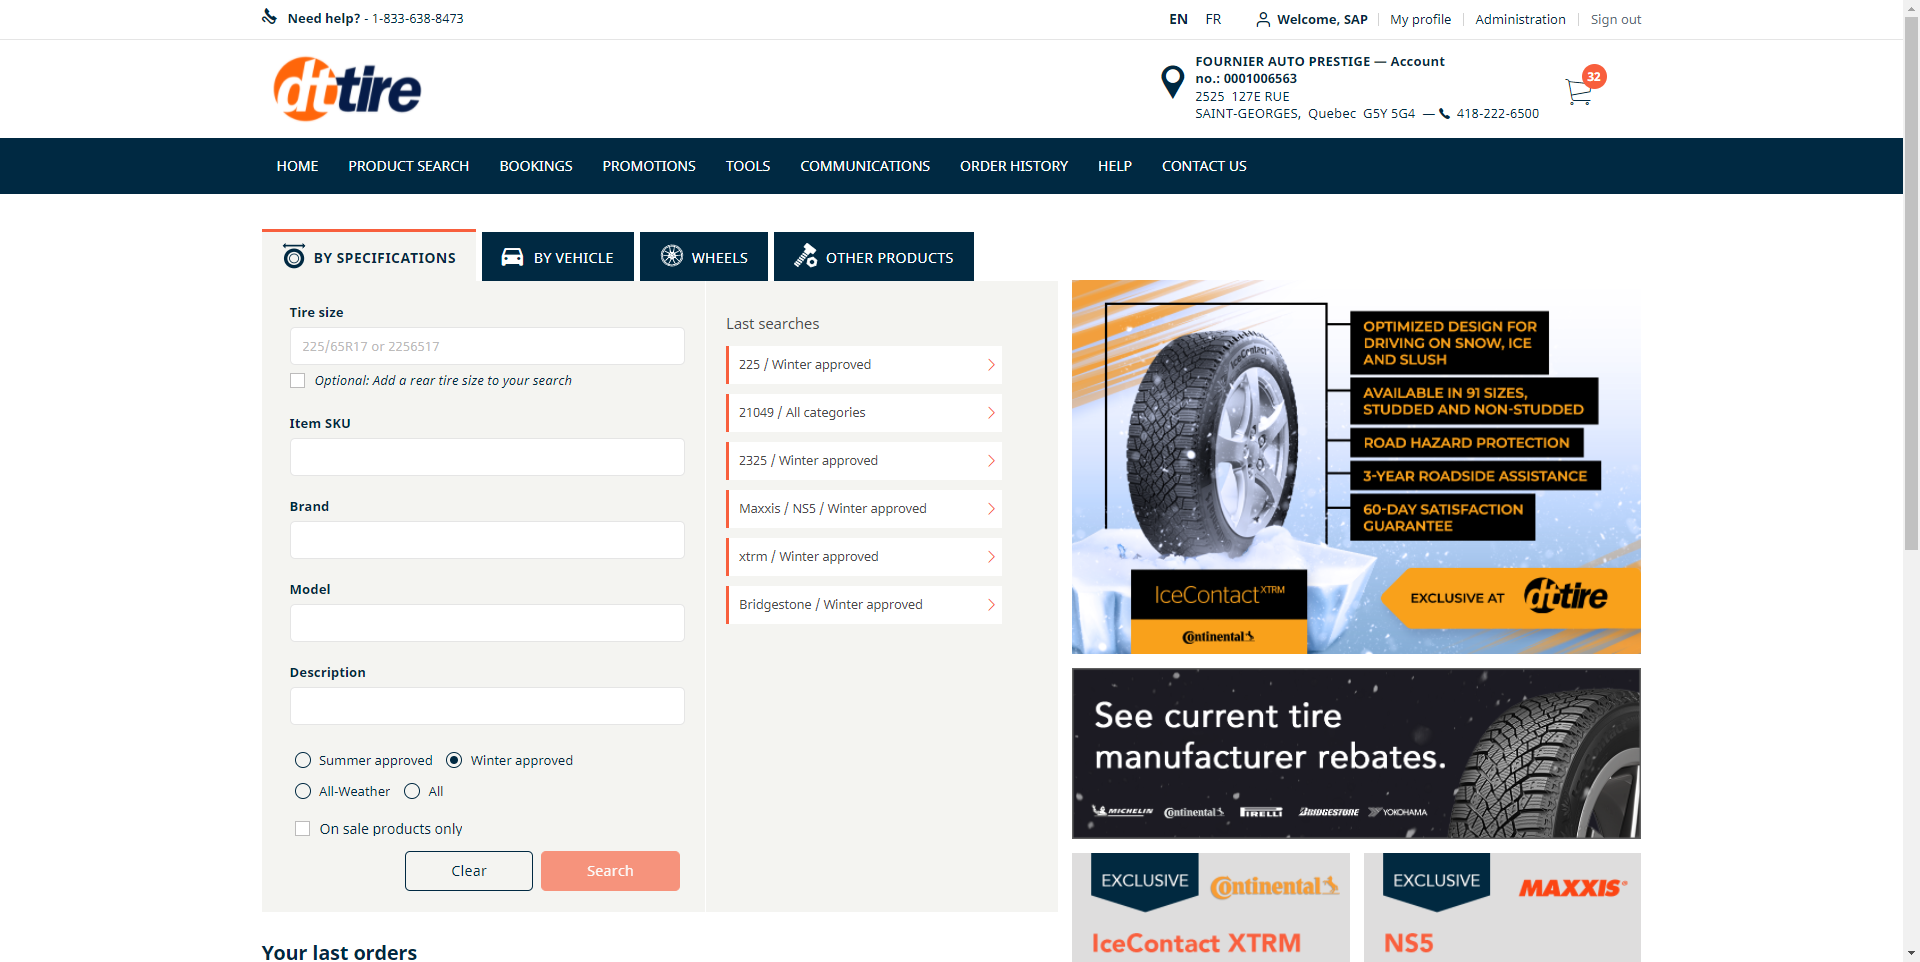 Need help? - 1-833-638-8473
EN FR Welcome, SAP My profile Administration Sign out
dttire
FOURNIER AUTO PRESTIGE — Account
no.: 0001006563
2525 127E RUE
SAINT-GEORGES, Quebec G5Y 5G4 — 418-222-6500
32
HOME PRODUCT SEARCH BOOKINGS PROMOTIONS TOOLS COMMUNICATIONS ORDER HISTORY HELP CONTACT US
BY SPECIFICATIONS BY VEHICLE WHEELS OTHER PRODUCTS
Tire size
225/65R17 or 2256517
Optional: Add a rear tire size to your search
Item SKU
Brand
Model
Description
Summer approved Winter approved
All-Weather All
On sale products only
Clear Search
Last searches
225 / Winter approved
21049 / All categories
2325 / Winter approved
Maxxis / NS5 / Winter approved
xtrm / Winter approved
Bridgestone / Winter approved
OPTIMIZED DESIGN FOR
DRIVING ON SNOW, ICE
AND SLUSH
AVAILABLE IN 91 SIZES,
STUDDED AND NON-STUDDED
ROAD HAZARD PROTECTION
3-YEAR ROADSIDE ASSISTANCE
60-DAY SATISFACTION
GUARANTEE
IceContact XTRM
Continental
EXCLUSIVE AT dttire
See current tire
manufacturer rebates.
MICHELIN Continental PIRELLI BRIDGESTONE YOKOHAMA
EXCLUSIVE Continental
IceContact XTRM
EXCLUSIVE MAXXIS
NS5
Your last orders